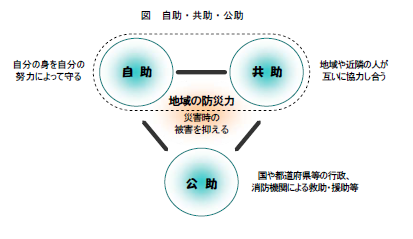 図　自助・共助・公助
自分の身を自分の
努力によって守る
自 助
共 助
地域や近隣の人が
互いに協力し合う
地域の防災力
災害時の
被害を抑える
公 助
国や都道府県等の行政、
消防機関による救助・援助等